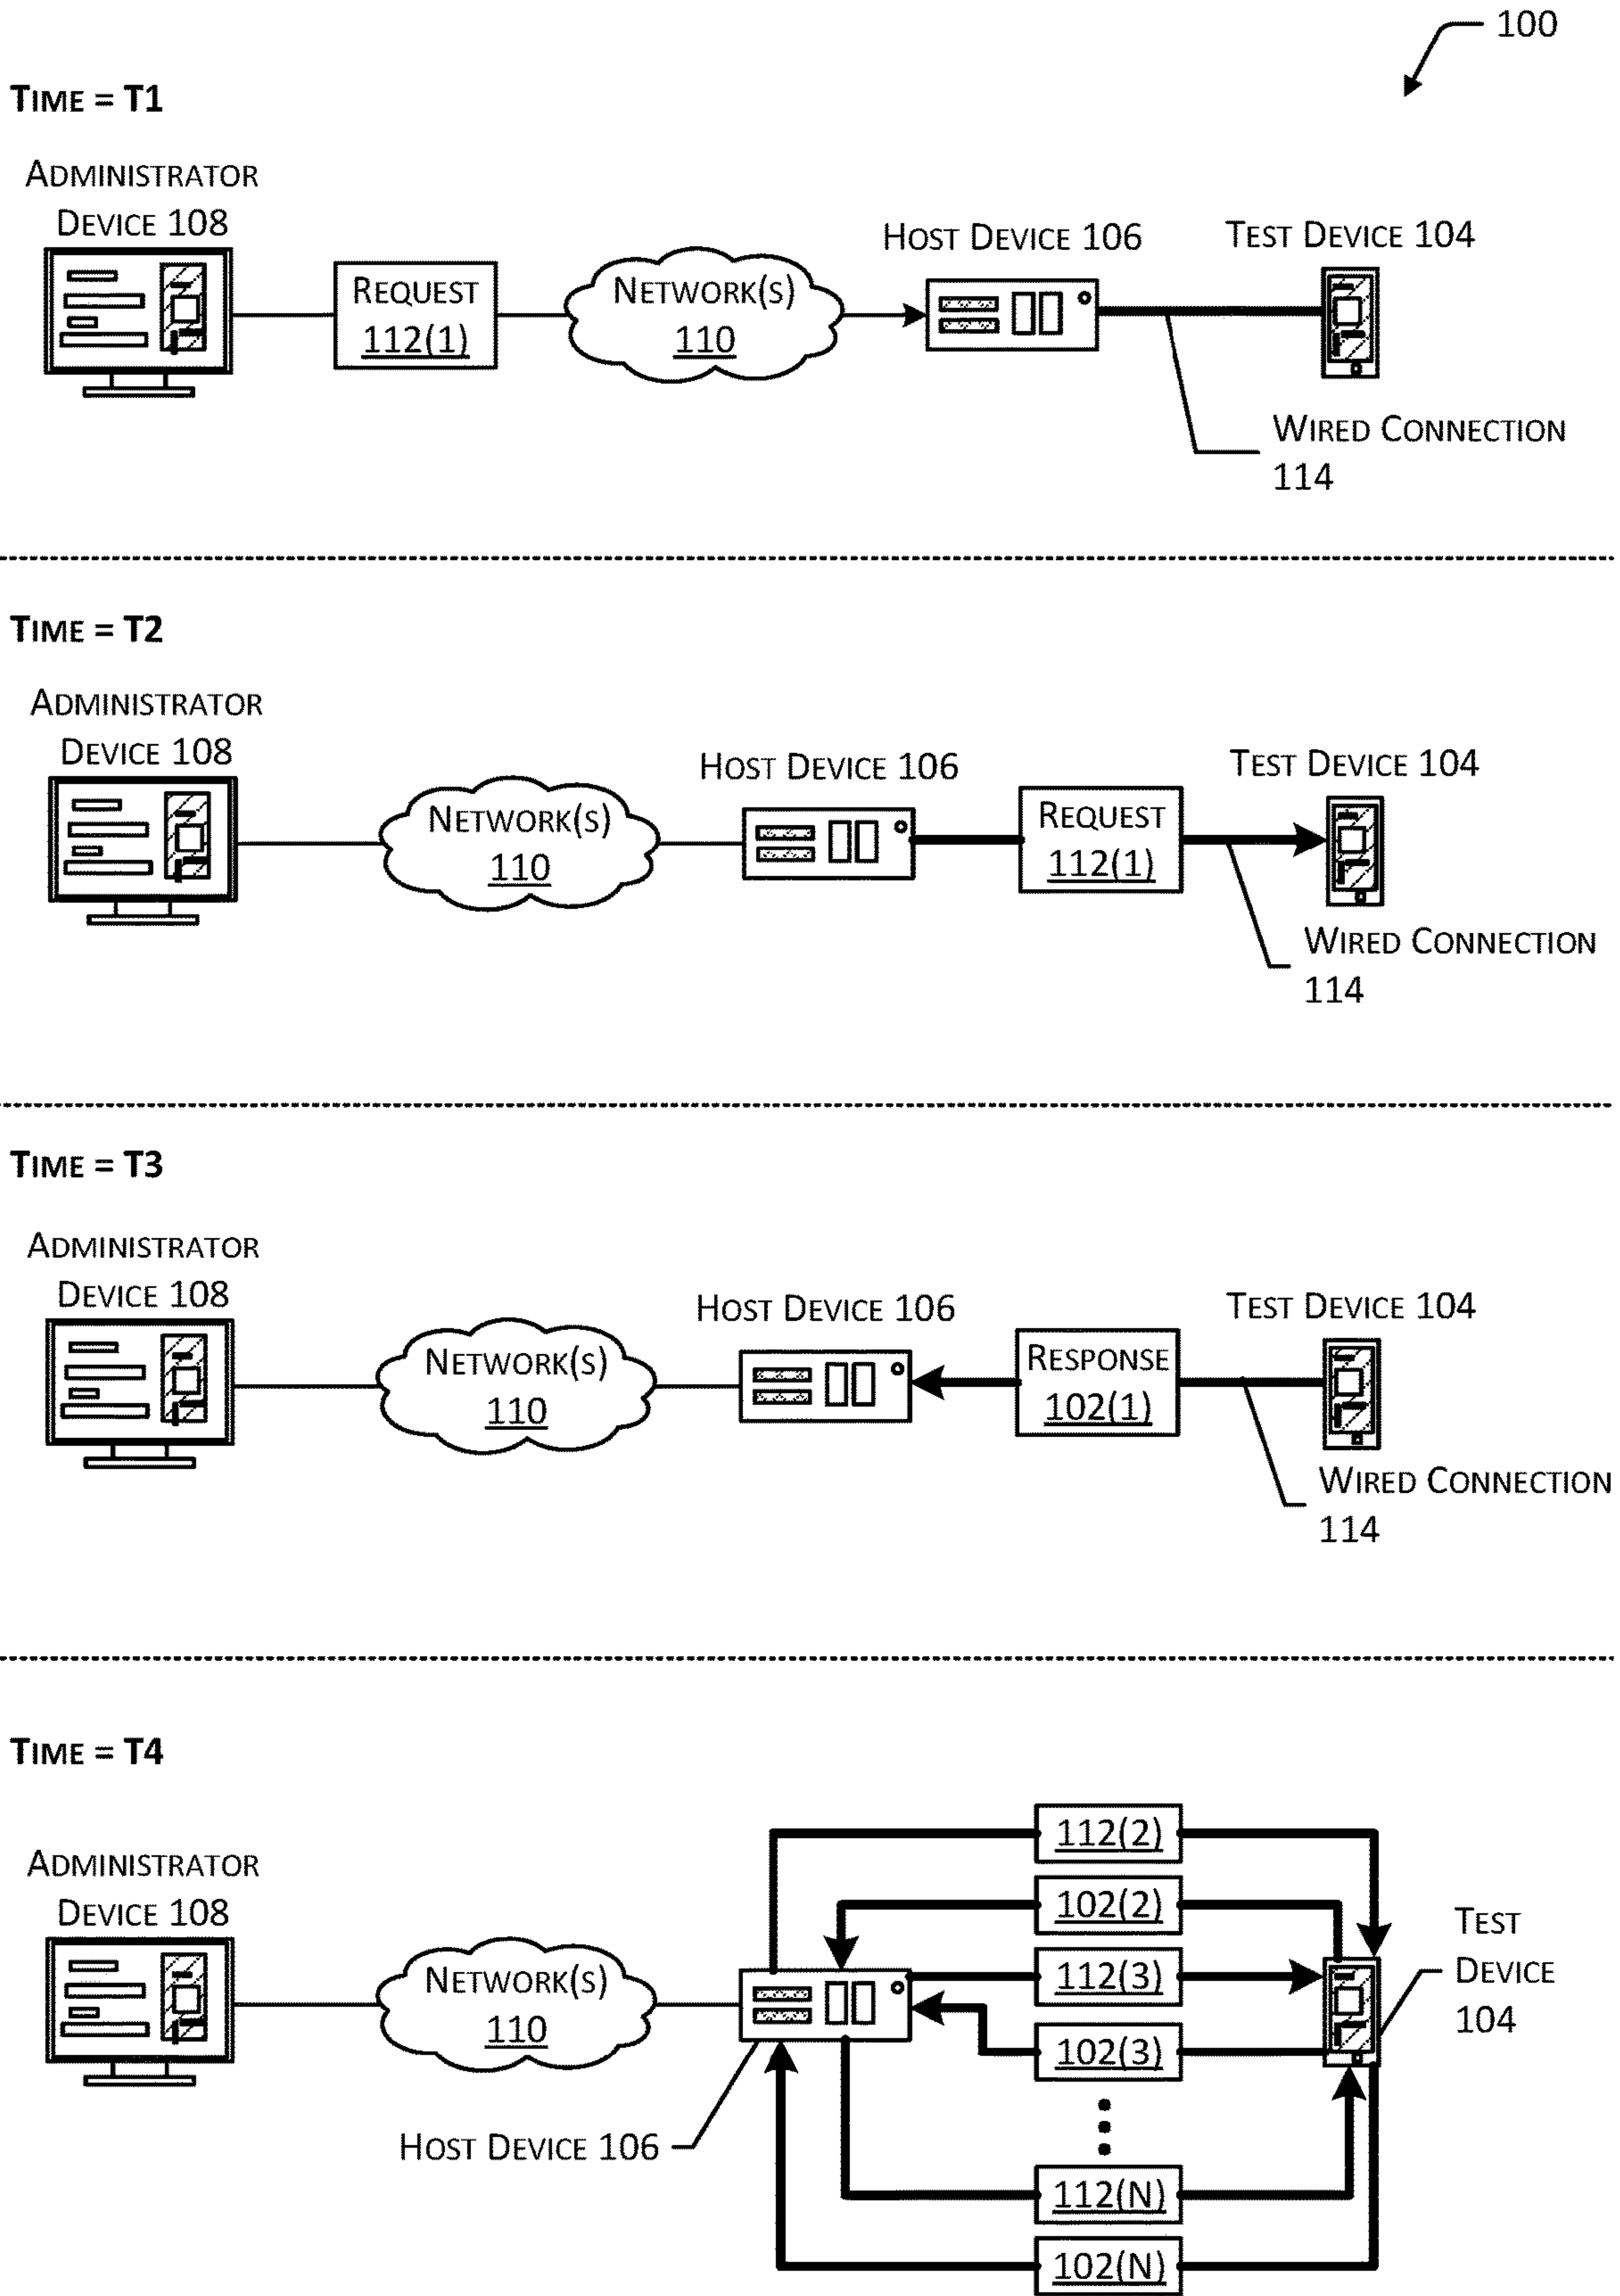 100
TIME = T1
ADMINISTRATOR
DEVICE 108
REQUEST
112(1)
NETWORK(S)
110
HOST DEVICE 106
TEST DEVICE 104
WIRED CONNECTION
114
TIME = T2
ADMINISTRATOR
DEVICE 108
NETWORK(S)
110
HOST DEVICE 106
REQUEST
112(1)
TEST DEVICE 104
WIRED CONNECTION
114
TIME = T3
ADMINISTRATOR
DEVICE 108
NETWORK(S)
110
HOST DEVICE 106
RESPONSE
102(1)
TEST DEVICE 104
WIRED CONNECTION
114
TIME = T4
ADMINISTRATOR
DEVICE 108
NETWORK(S)
110
HOST DEVICE 106
112(2)
102(2)
112(3)
102(3)
112(N)
102(N)
TEST
DEVICE
104